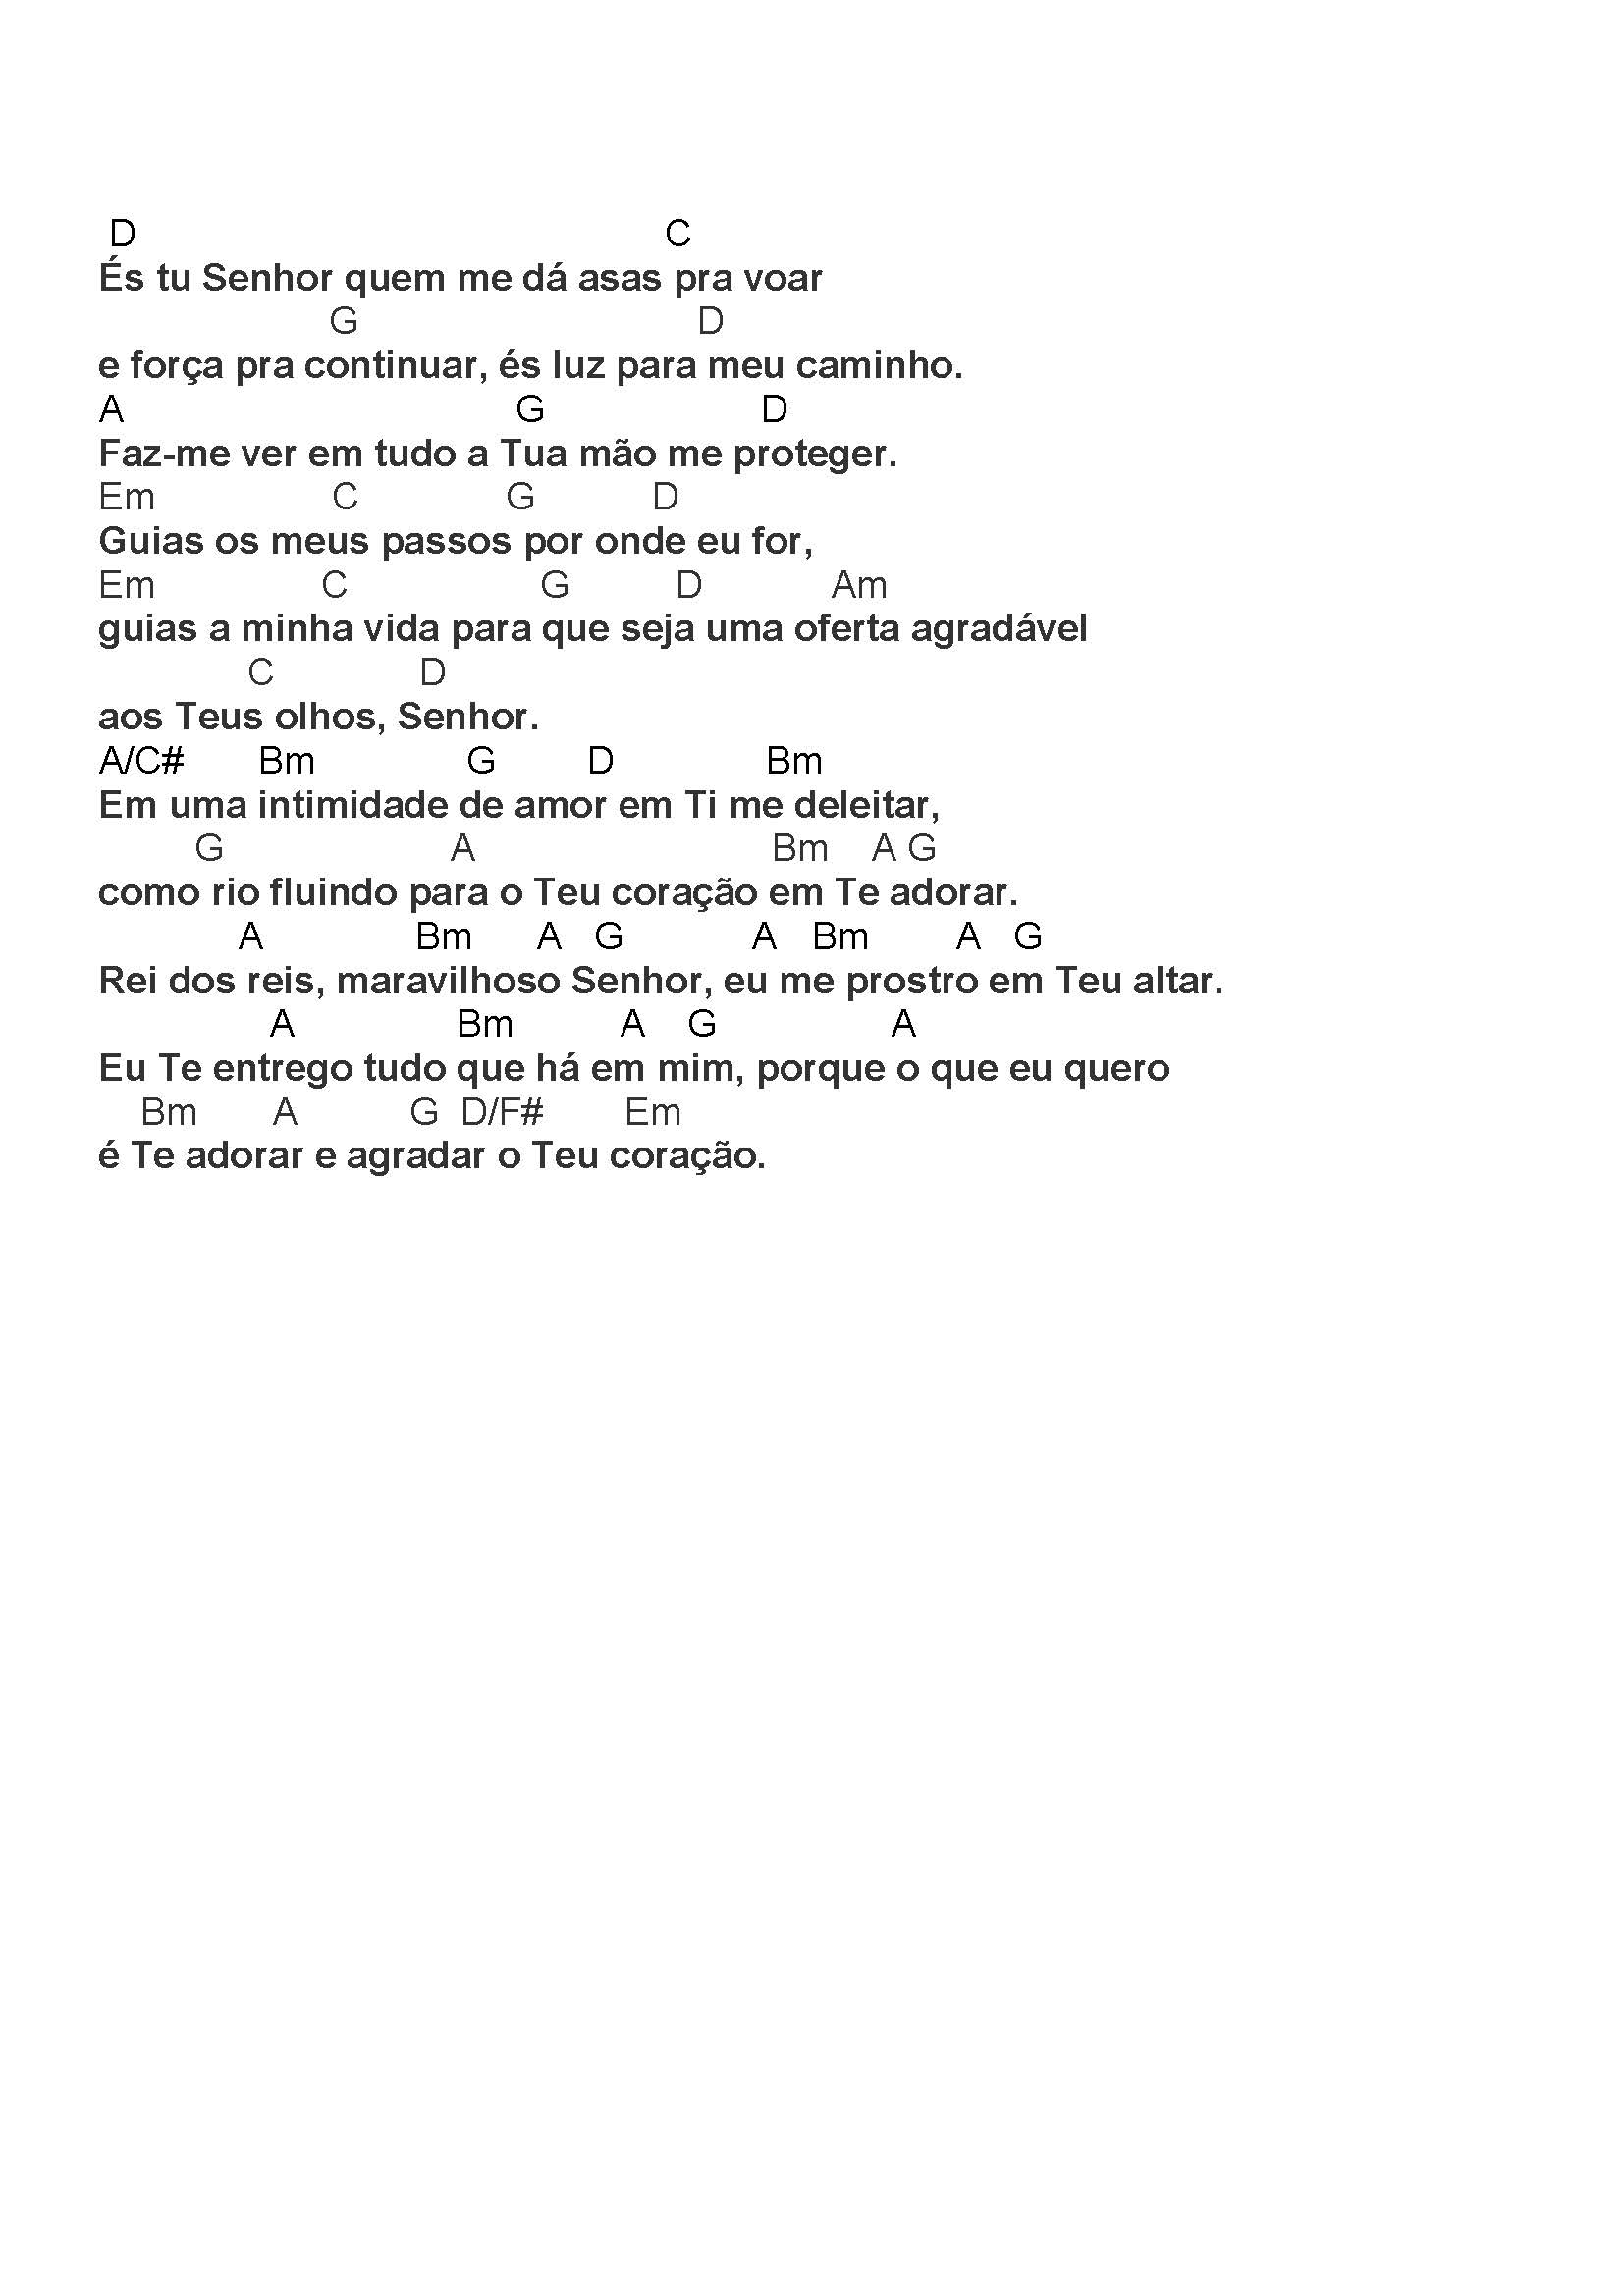 D C
És tu Senhor quem me dá asas pra voar
G D
e força pra continuar, és luz para meu caminho.
A G D
Faz-me ver em tudo a Tua mão me proteger.
Em C G D
Guias os meus passos por onde eu for,
Em C G D Am
guias a minha vida para que seja uma oferta agradável
C D
aos Teus olhos, Senhor.
A/C# Bm G D Bm
Em uma intimidade de amor em Ti me deleitar,
G A Bm A G
como rio fluindo para o Teu coração em Te adorar.
A Bm A G A Bm A G
Rei dos reis, maravilhoso Senhor, eu me prostro em Teu altar.
A Bm A G A
Eu Te entrego tudo que há em mim, porque o que eu quero
Bm A G D/F# Em
é Te adorar e agradar o Teu coração.